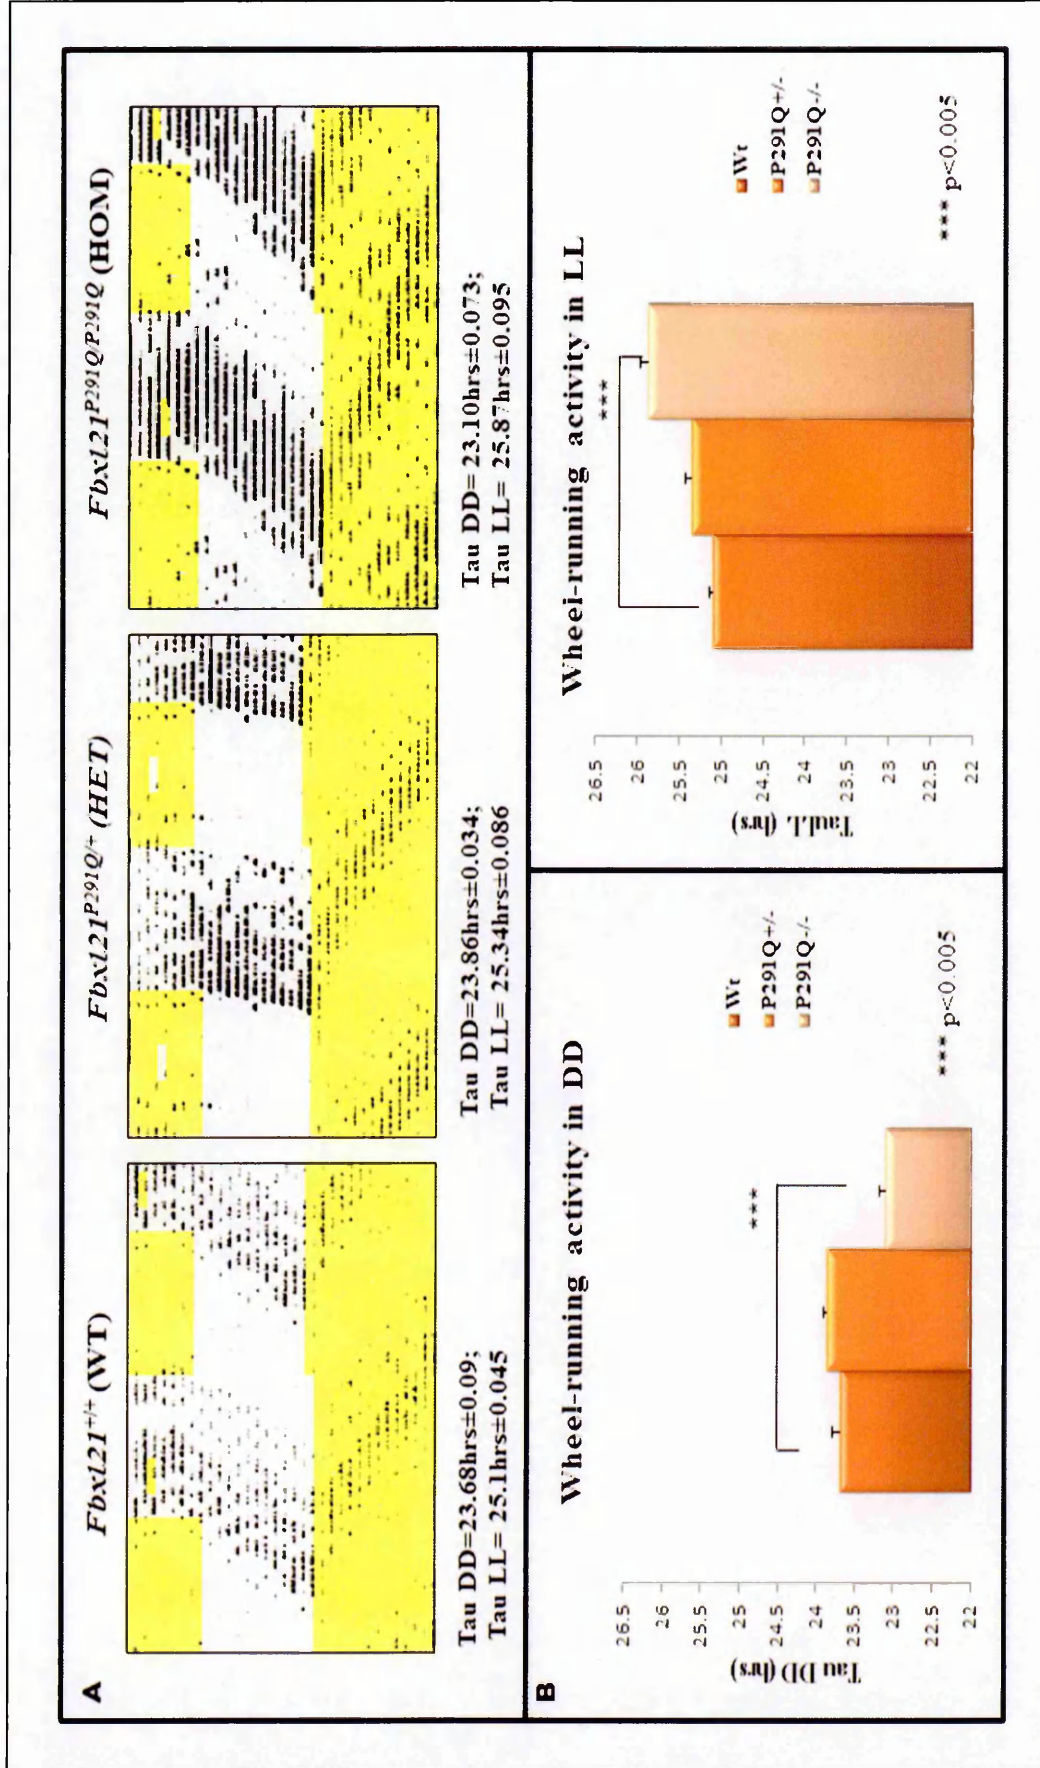 A
Fbxl21+/+ (WT)
Fbxl21P291Q/+ (HET)
Fbxl21P291Q/P291Q (HOM)
Tau DD=23.68hrs±0.09;
Tau LL= 25.1hrs±0.045
Tau DD=23.86hrs±0.034;
Tau LL= 25.34hrs±0.086
Tau DD= 23.10hrs±0.073;
Tau LL= 25.87hrs±0.095
B
Wheel-running activity in DD
Tau DD (hrs)
26.5
26
25.5
25
24.5
24
23.5
23
22.5
22
***
Wt
P291Q+/-
P291Q-/-
*** p<0.005
Wheel-running activity in LL
TauLL (hrs)
26.5
26
25.5
25
24.5
24
23.5
23
22.5
22
***
Wt
P291Q+/-
P291Q-/-
*** p<0.005